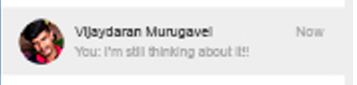 Vijaydaran Murugavel Now
You: I'm still thinking about it!!